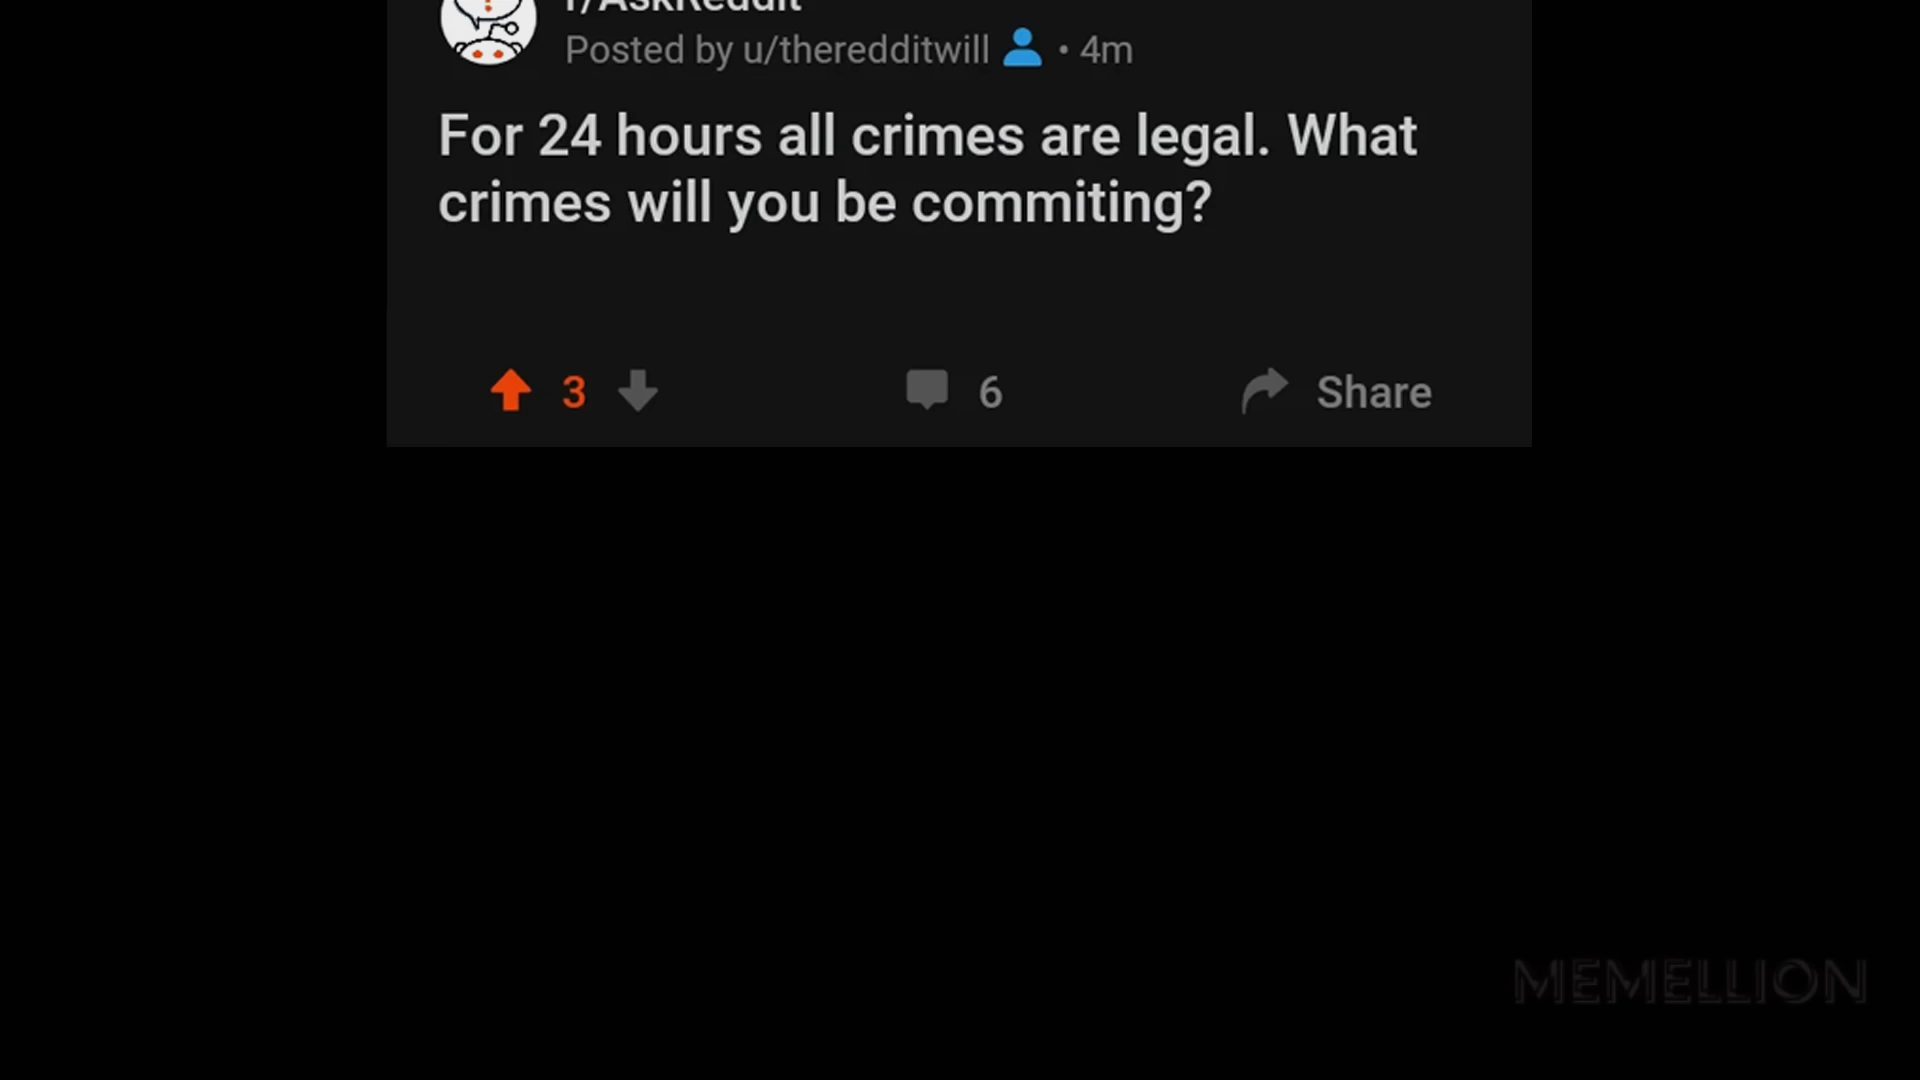 r/AskReddit
Posted by u/theredditwill • 4m
For 24 hours all crimes are legal. What
crimes will you be commiting?
3 6 Share
MEMELLION